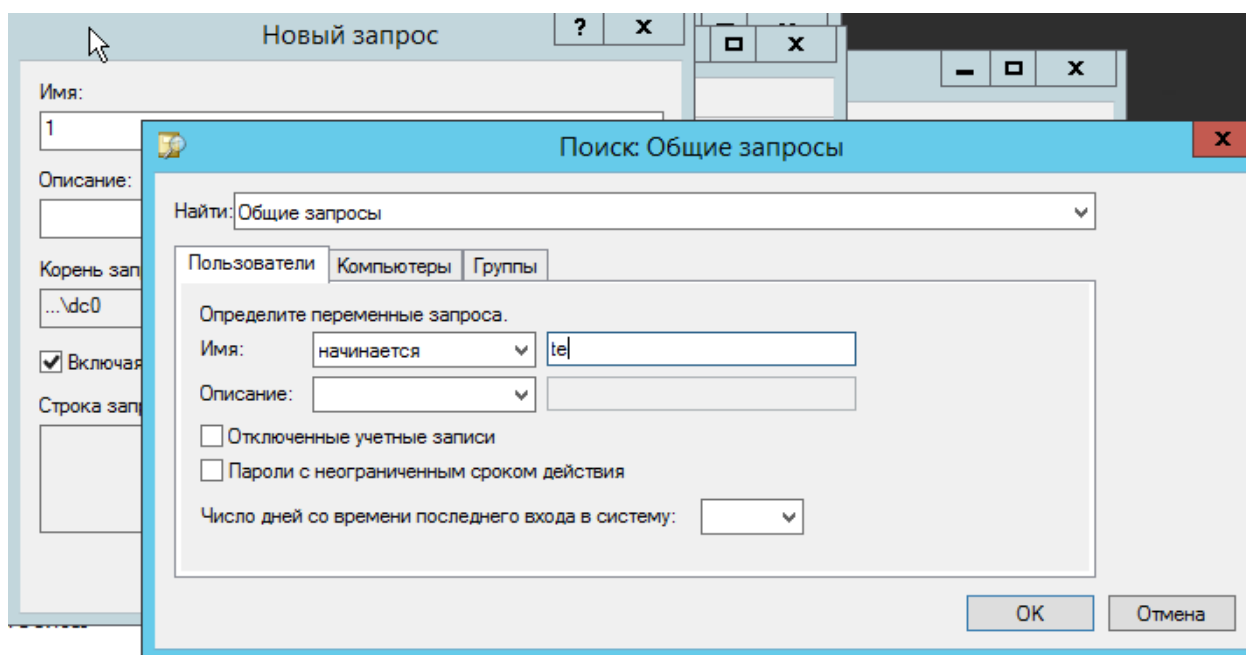 Новый запрос
Имя:
1
Описание:
Корень зап
...\dc0
Включая
Строка запр
Поиск: Общие запросы
Найти: Общие запросы
Пользователи Компьютеры Группы
Определите переменные запроса.
Имя: начинается te
Описание:
Отключенные учетные записи
Пароли с неограниченным сроком действия
Число дней со времени последнего входа в систему:
OK Отмена